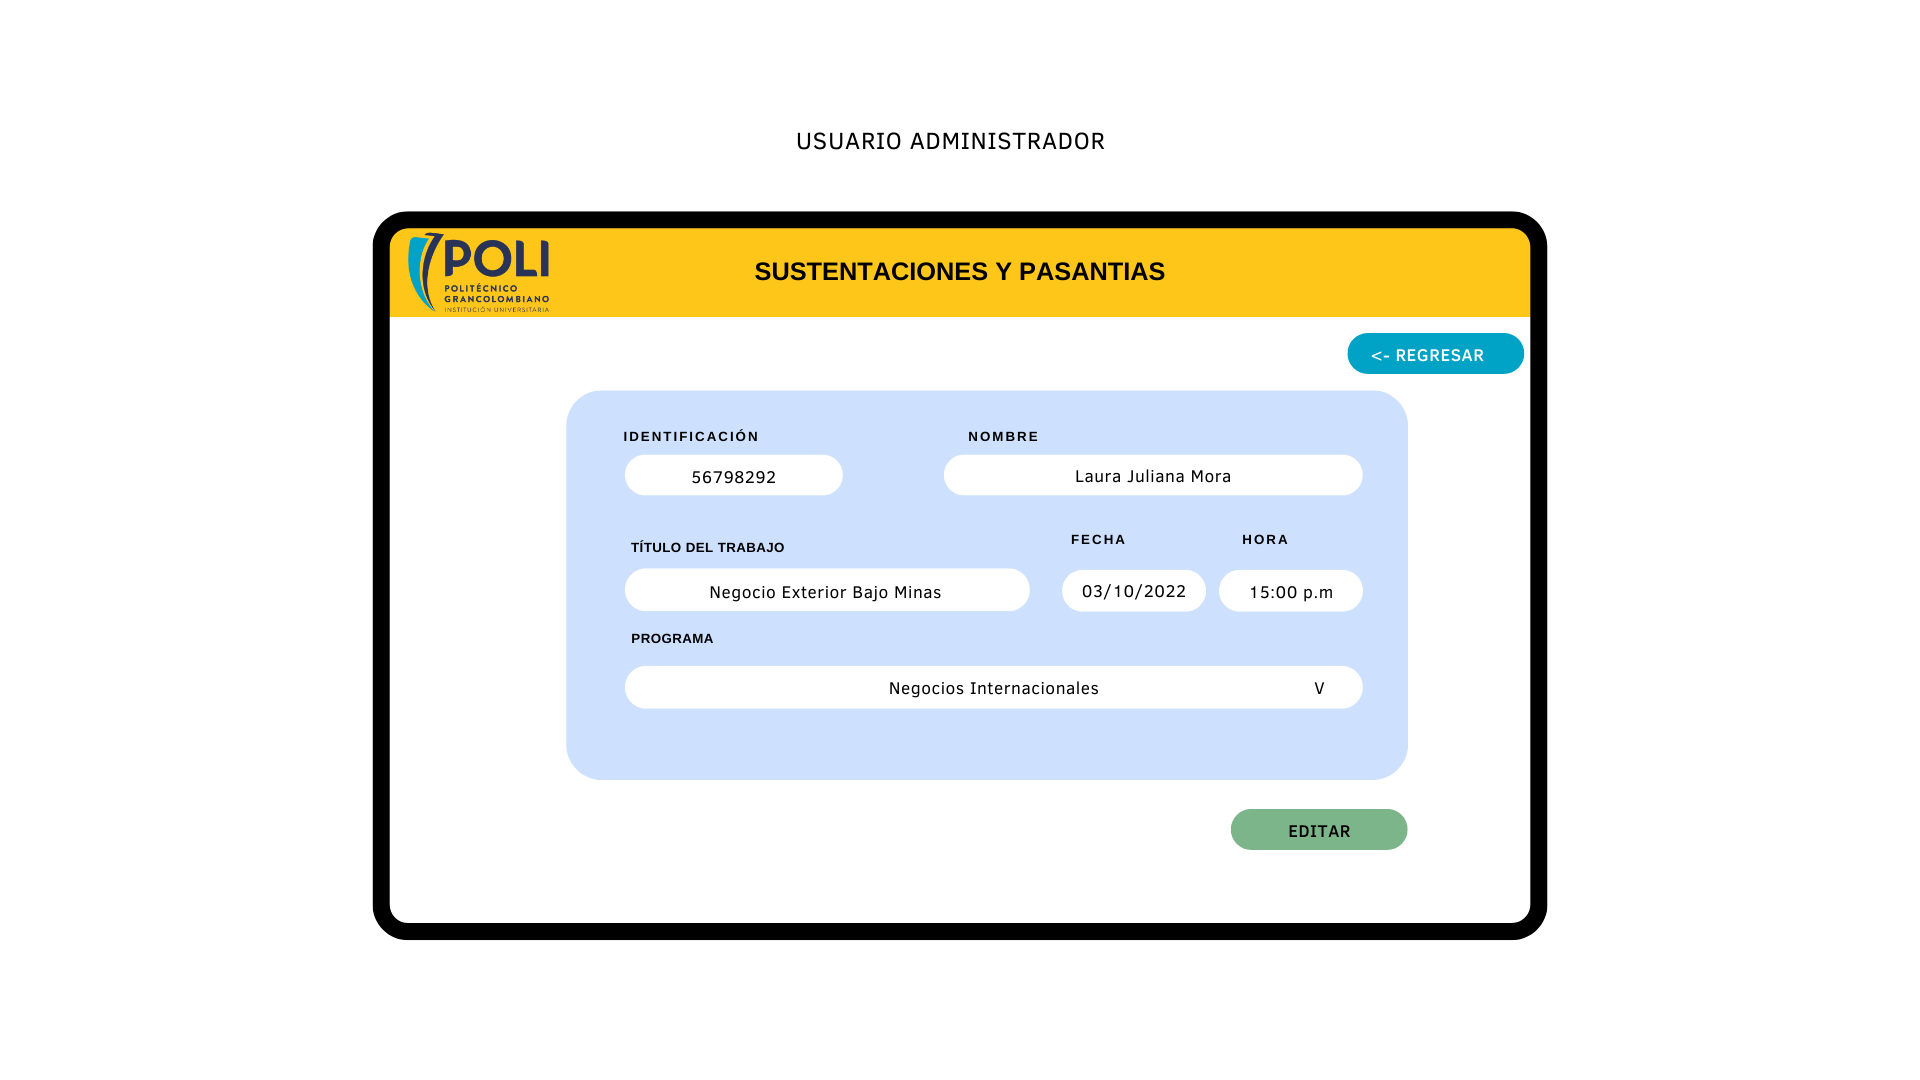 USUARIO ADMINISTRADOR
POLI
POLITÉCNICO
GRANCOLOMBIANO
INSTITUCIÓN UNIVERSITARIA
SUSTENTACIONES Y PASANTIAS
<- REGRESAR
IDENTIFICACIÓN
NOMBRE
56798292
Laura Juliana Mora
TÍTULO DEL TRABAJO
FECHA
HORA
Negocio Exterior Bajo Minas
03/10/2022
15:00 p.m
PROGRAMA
Negocios Internacionales V
EDITAR